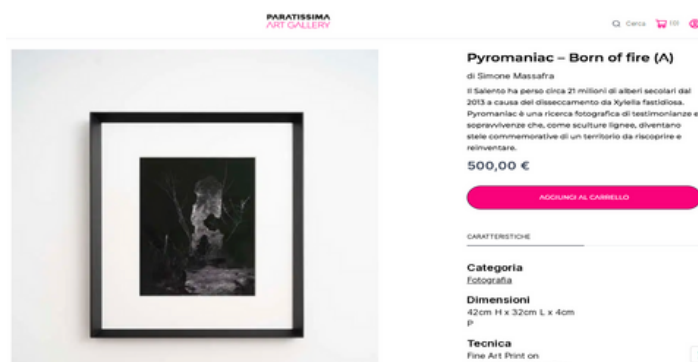 PARATISSIMA
ART GALLERY
Cerca
(0)
Pyromaniac – Born of fire (A)
di Simone Massafra
Il Salento ha perso circa 21 milioni di alberi secolari dal
2013 a causa del disseccamento da Xylella fastidiosa.
Pyromaniac è una ricerca fotografica di testimonianze e
sopravvivenze che, come sculture lignee, diventano
stele commemorative di un territorio da riscoprire e
reinventare.
500,00 €
AGGIUNGI AL CARRELLO
CARATTERISTICHE
Categoria
Fotografia
Dimensioni
42cm H x 32cm L x 4cm
P
Tecnica
Fine Art Print on